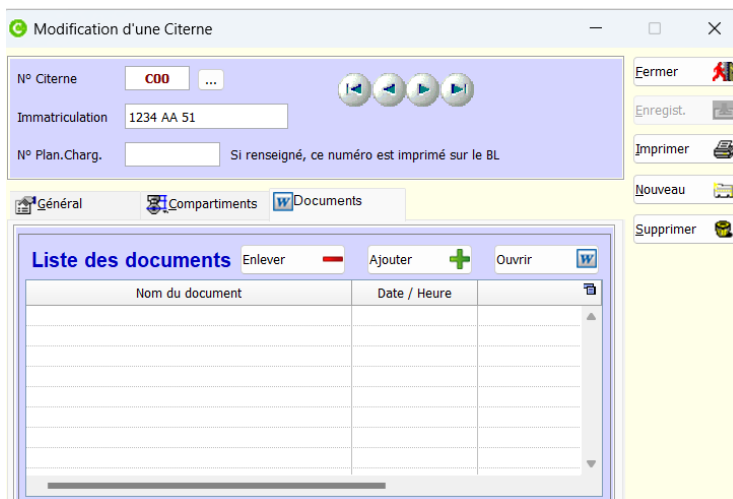 Modification d'une Citerne
N° Citerne C00 ...
Fermer
Immatriculation 1234 AA 51
Enregist.
N° Plan.Charg. Si renseigné, ce numéro est imprimé sur le BL
Imprimer
Nouveau
Général Compartiments Documents
Supprimer
Liste des documents Enlever Ajouter Ouvrir
Nom du document Date / Heure